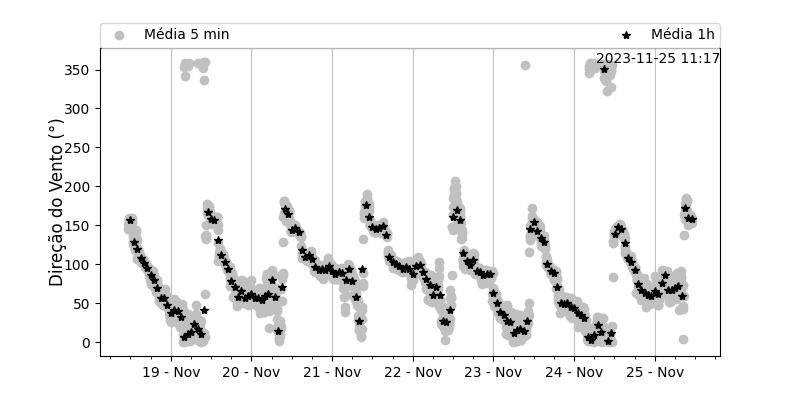 Média 5 min
Média 1h
2023-11-25 11:17
Direção do Vento (°)
350
300
250
200
150
100
50
0
19 - Nov
20 - Nov
21 - Nov
22 - Nov
23 - Nov
24 - Nov
25 - Nov